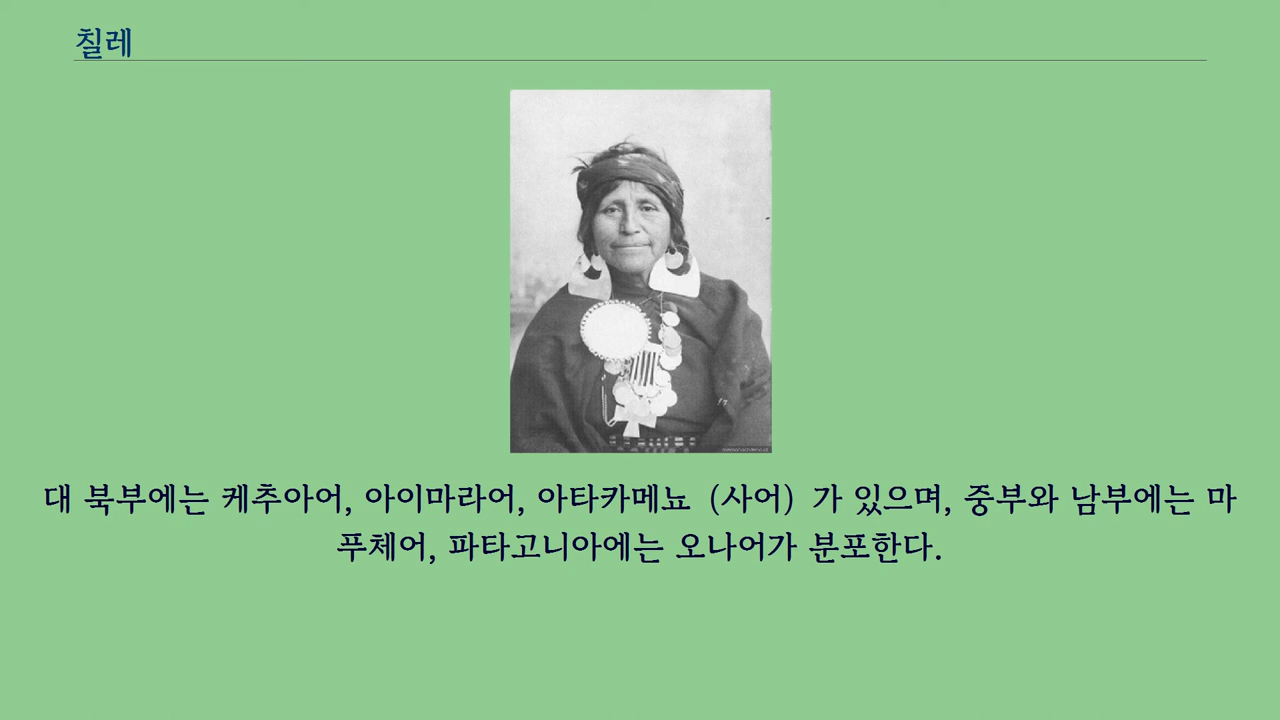 칠레
대 북부에는 케추아어, 아이마라어, 아타카메뇨 (사어) 가 있으며, 중부와 남부에는 마
푸체어, 파타고니아에는 오나어가 분포한다.